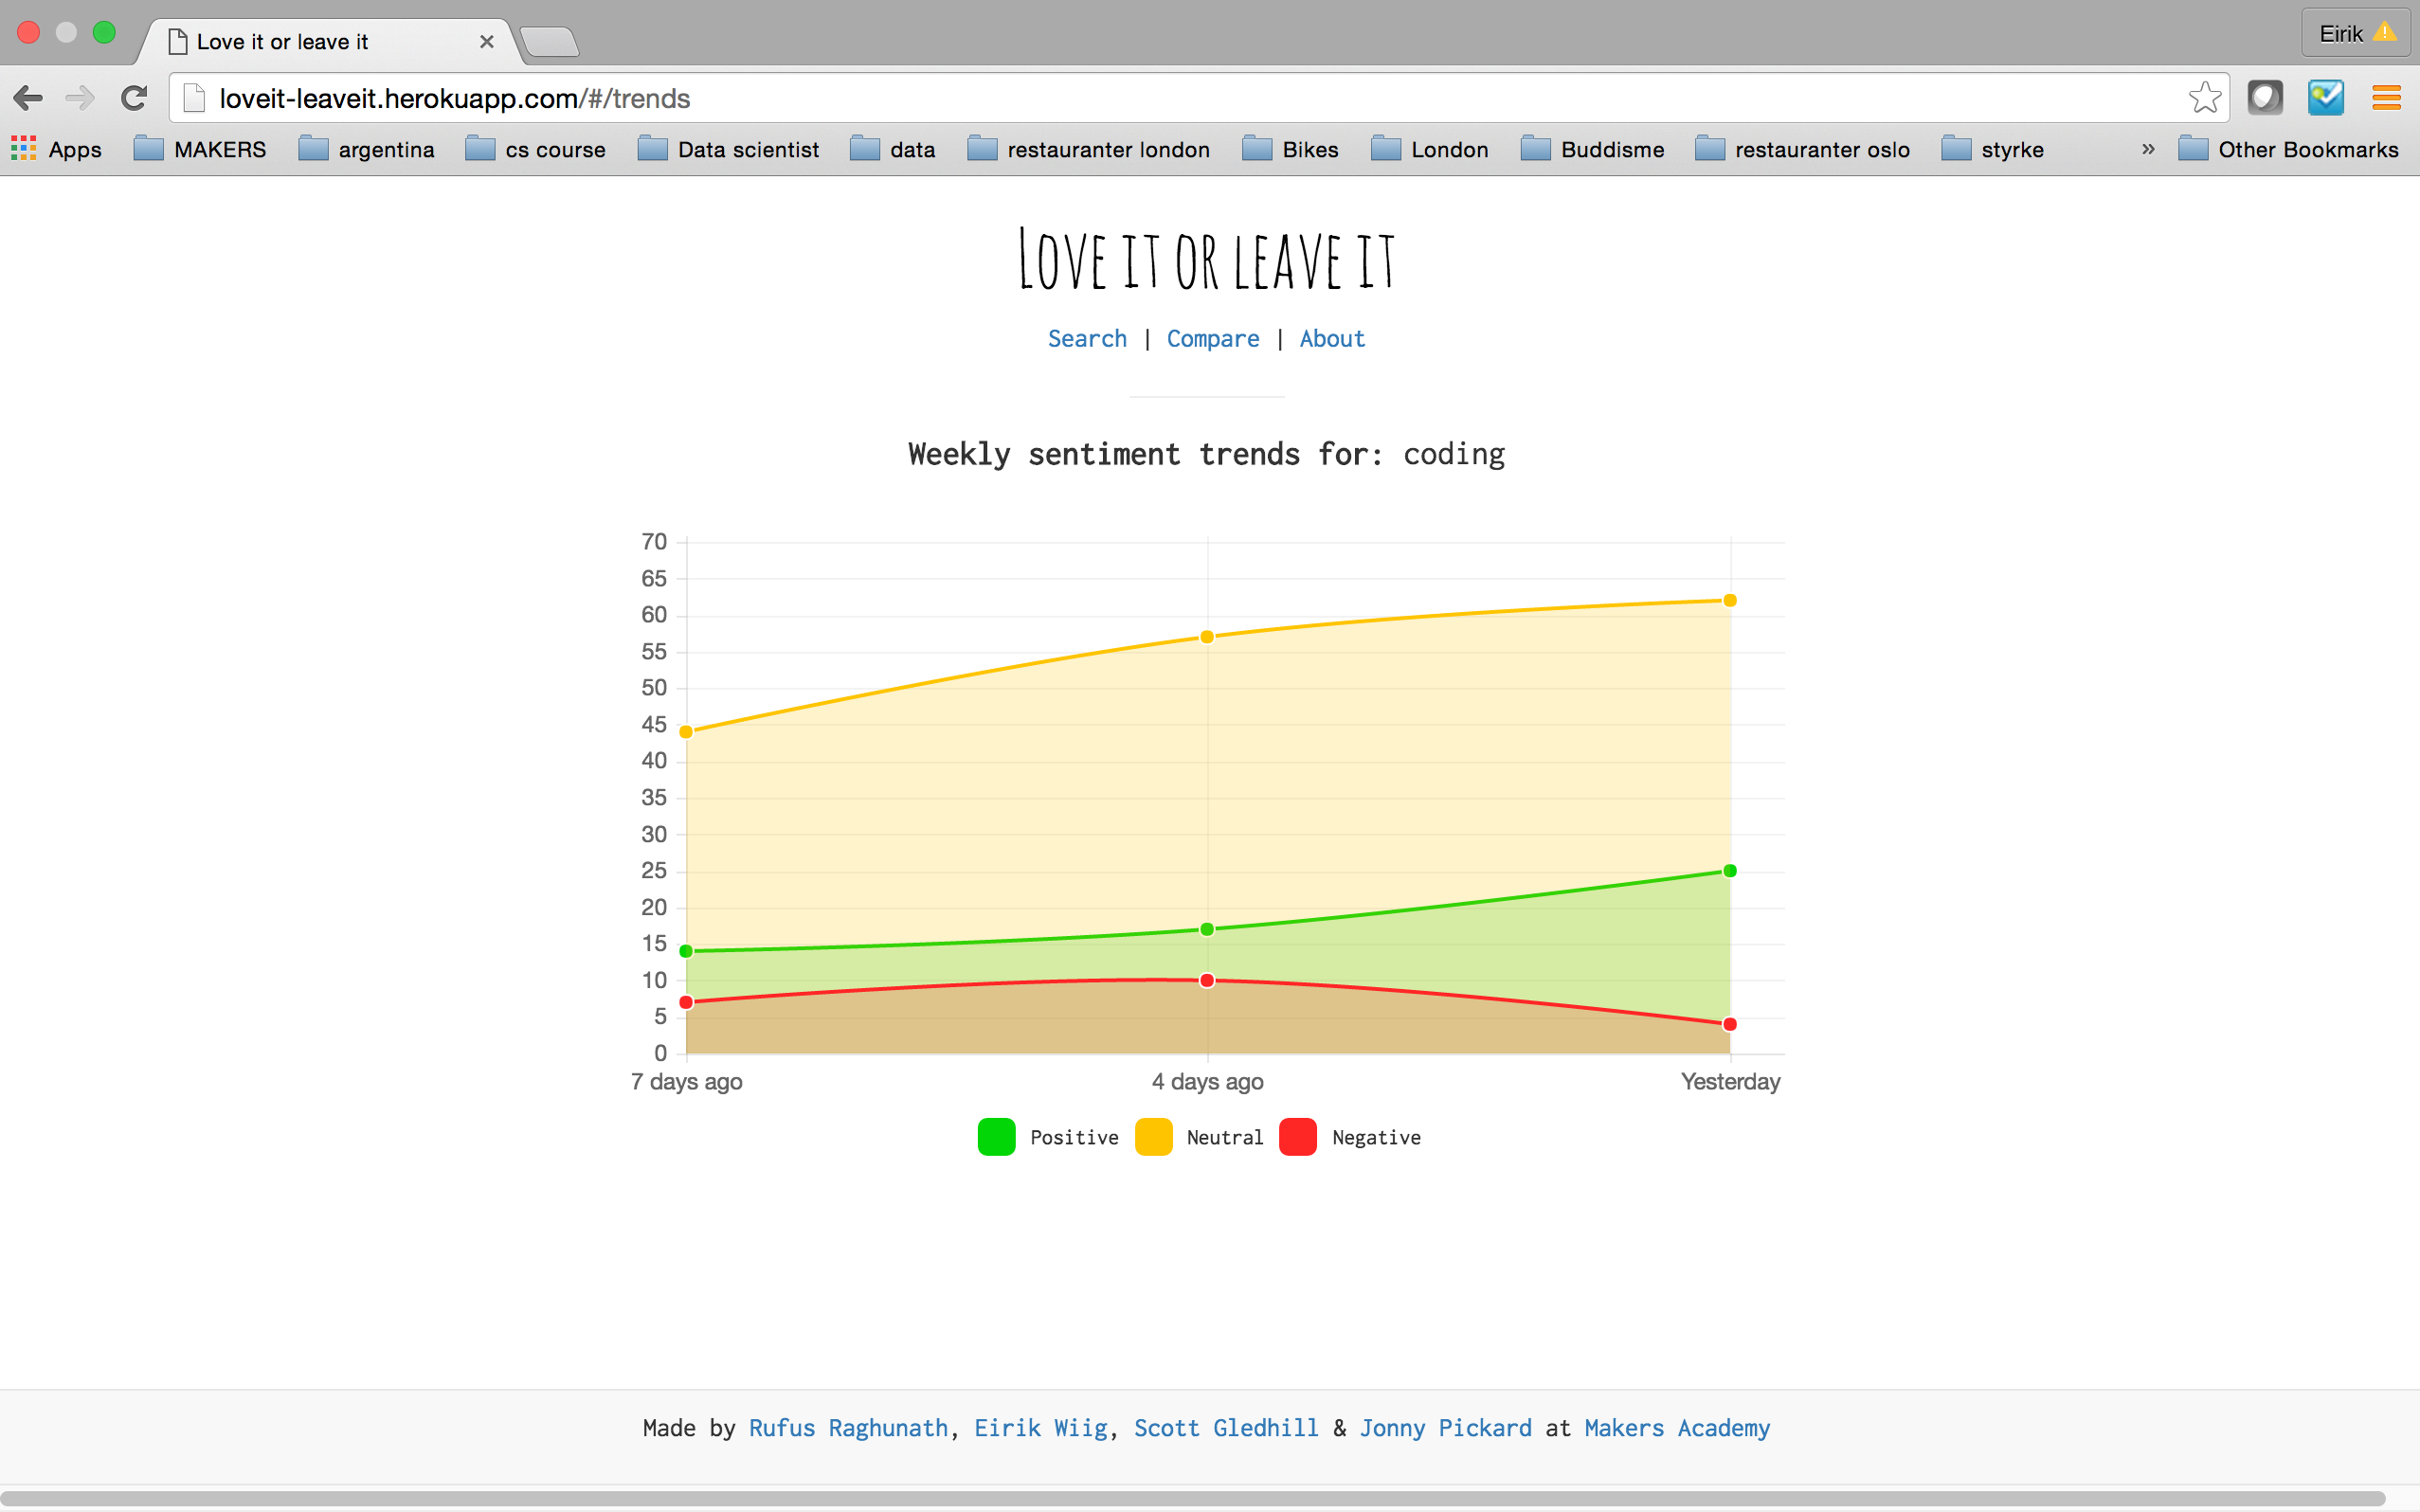 Love it or leave it
Eirik
loveit-leaveit.herokuapp.com/#/trends
Apps MAKERS argentina cs course Data scientist data restauranter london Bikes London Buddisme restauranter oslo styrke » Other Bookmarks
Love it or leave it
Search | Compare | About
Weekly sentiment trends for: coding
70
65
60
55
50
45
40
35
30
25
20
15
10
5
0
7 days ago 4 days ago Yesterday
Positive Neutral Negative
Made by Rufus Raghunath, Eirik Wiig, Scott Gledhill & Jonny Pickard at Makers Academy